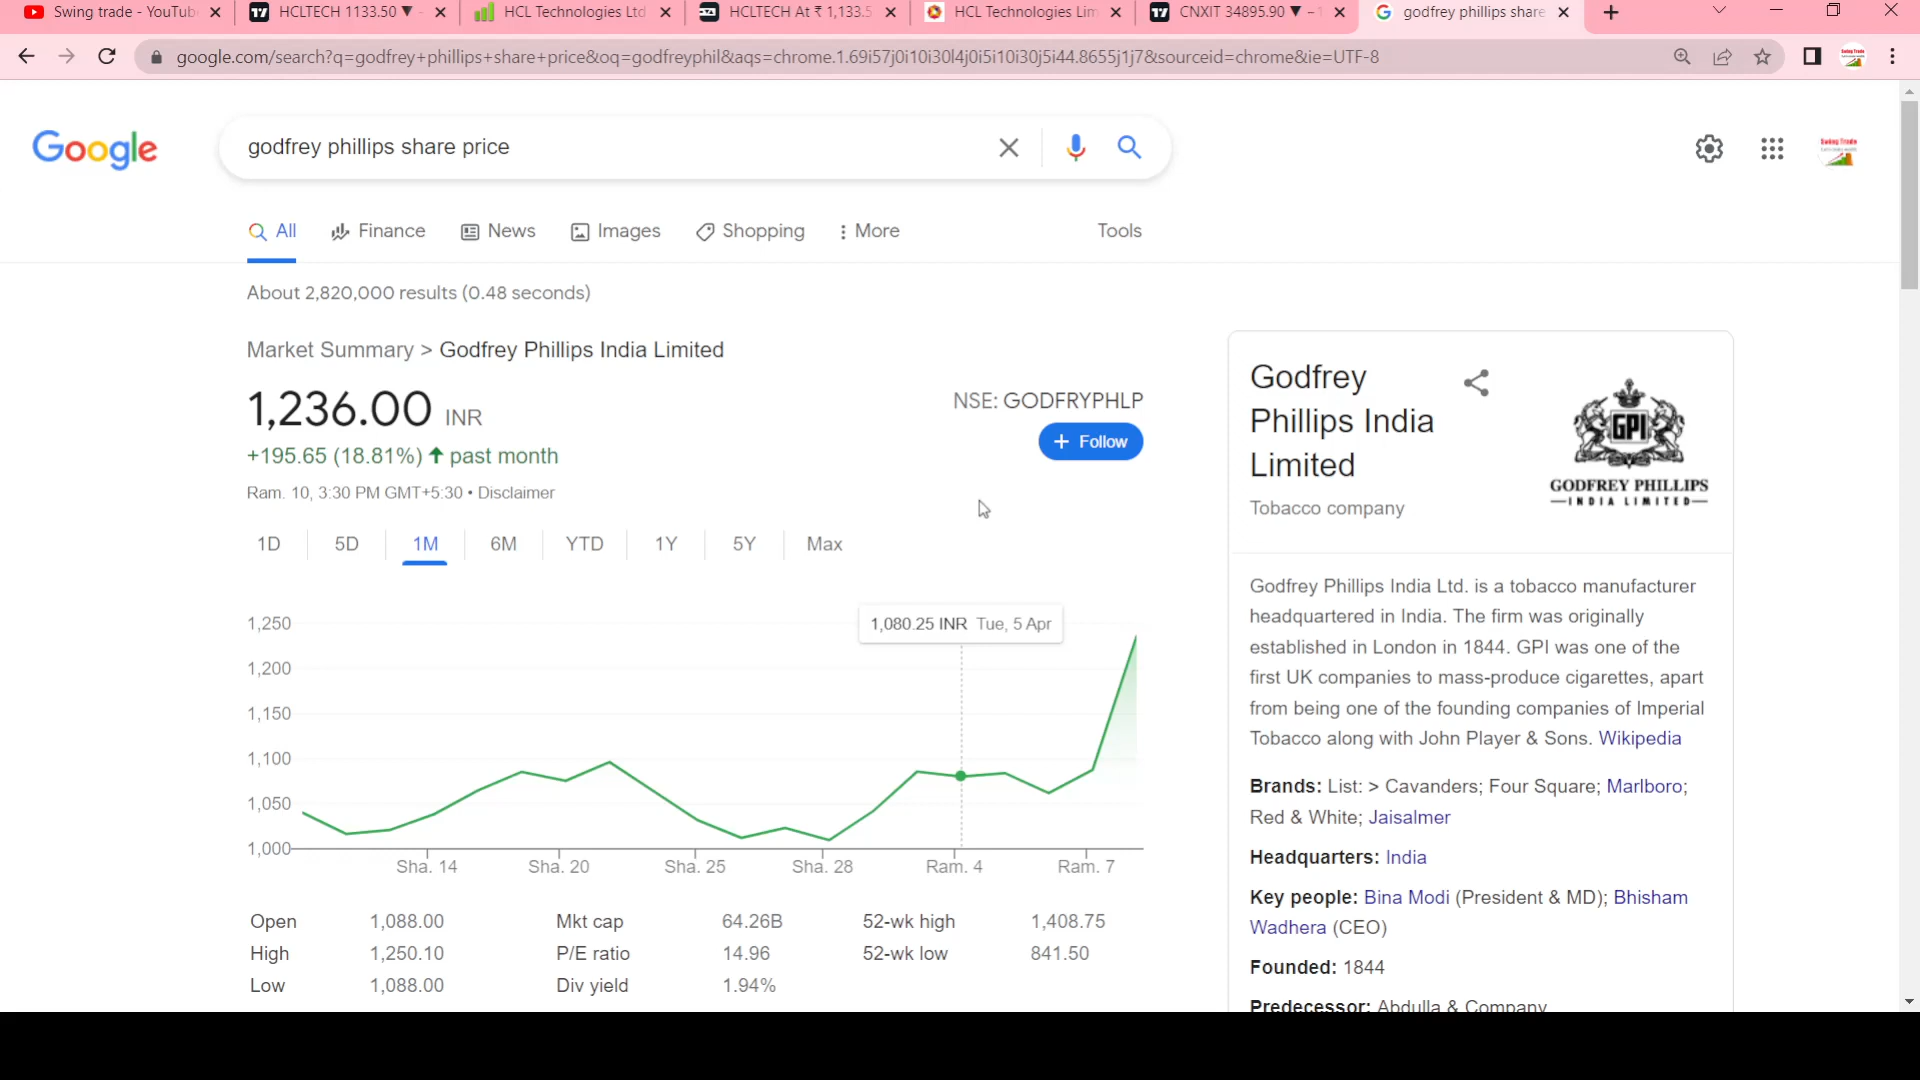 Swing trade - YouTub
HCLTECH 1133.50 ▼ -
HCL Technologies Ltd
HCLTECH At ₹ 1,133.5
HCL Technologies Lim
CNXIT 34895.90 ▼ −1
godfrey phillips share
google.com/search?q=godfrey+phillips+share+price&oq=godfreyphil&aqs=chrome.1.69i57j0i10i30l4j0i5i10i30j5i44.8655j1j7&sourceid=chrome&ie=UTF-8
Google
godfrey phillips share price
Swing Trade
All
Finance
News
Images
Shopping
More
Tools
About 2,820,000 results (0.48 seconds)
Market Summary > Godfrey Phillips India Limited
1,236.00 INR
+195.65 (18.81%) ↑ past month
Ram. 10, 3:30 PM GMT+5:30 • Disclaimer
NSE: GODFRYPHLP
+ Follow
1D 5D 1M 6M YTD 1Y 5Y Max
1,080.25 INR Tue, 5 Apr
1,250
1,200
1,150
1,100
1,050
1,000
Sha. 14 Sha. 20 Sha. 25 Sha. 28 Ram. 4 Ram. 7
Open 1,088.00 Mkt cap 64.26B 52-wk high 1,408.75
High 1,250.10 P/E ratio 14.96 52-wk low 841.50
Low 1,088.00 Div yield 1.94%
Godfrey
Phillips India
Limited
Tobacco company
GPI
GODFREY PHILLIPS
INDIA LIMITED
Godfrey Phillips India Ltd. is a tobacco manufacturer
headquartered in India. The firm was originally
established in London in 1844. GPI was one of the
first UK companies to mass-produce cigarettes, apart
from being one of the founding companies of Imperial
Tobacco along with John Player & Sons. Wikipedia
Brands: List: > Cavanders; Four Square; Marlboro;
Red & White; Jaisalmer
Headquarters: India
Key people: Bina Modi (President & MD); Bhisham
Wadhera (CEO)
Founded: 1844
Predecessor: Abdulla & Company